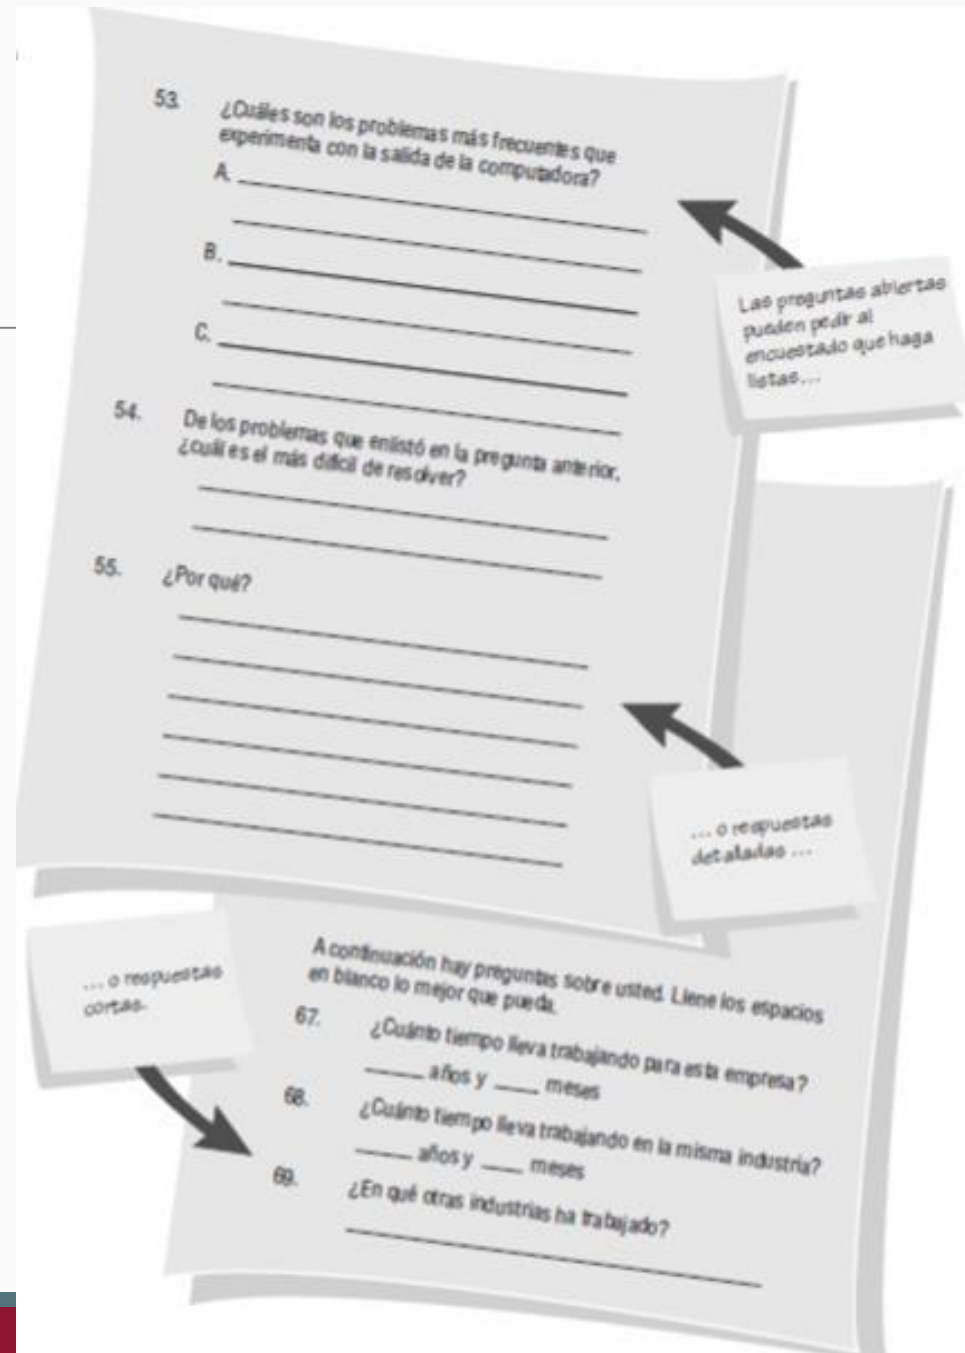 53. ¿Cuáles son los problemas más frecuentes que
experimenta con la salida de la computadora?
A.
B.
C.
54. De los problemas que enlistó en la pregunta anterior,
¿cuál es el más difícil de resolver?
55. ¿Por qué?
Las preguntas abiertas
pueden pedir al
encuestado que haga
listas...
... o respuestas
detalladas ...
... o respuestas
cortas.
A continuación hay preguntas sobre usted. Llene los espacios
en blanco lo mejor que pueda.
67. ¿Cuánto tiempo lleva trabajando para esta empresa?
años y meses
68. ¿Cuánto tiempo lleva trabajando en la misma industria?
años y meses
69. ¿En qué otras industrias ha trabajado?